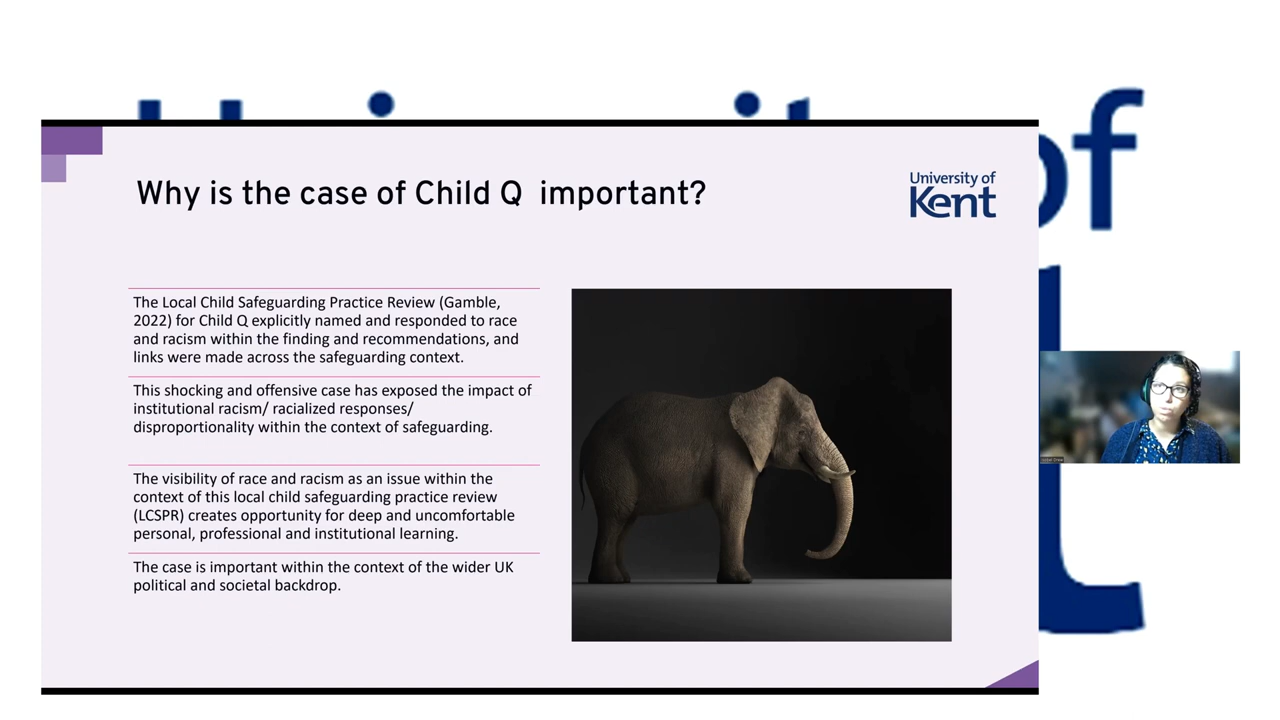 Why is the case of Child Q important?
University of
Kent
The Local Child Safeguarding Practice Review (Gamble,
2022) for Child Q explicitly named and responded to race
and racism within the finding and recommendations, and
links were made across the safeguarding context.
This shocking and offensive case has exposed the impact of
institutional racism/ racialized responses/
disproportionality within the context of safeguarding.
The visibility of race and racism as an issue within the
context of this local child safeguarding practice review
(LCSPR) creates opportunity for deep and uncomfortable
personal, professional and institutional learning.
The case is important within the context of the wider UK
political and societal backdrop.
of